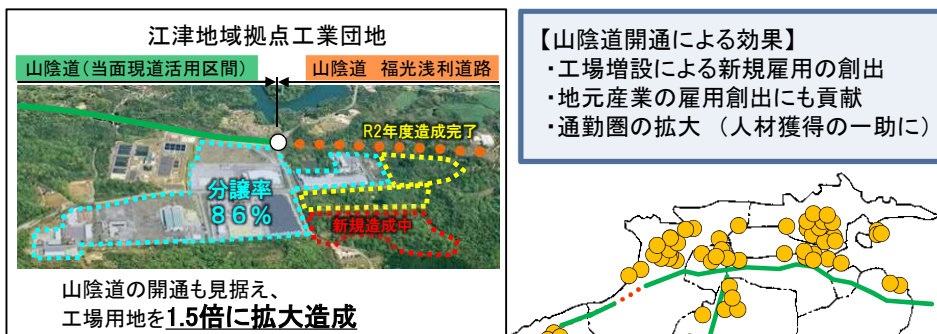 江津地域拠点工業団地
山陰道(当面現道活用区間)
山陰道 福光浅利道路
R2年度造成完了
分譲率
86%
新規造成中
山陰道の開通も見据え、
工場用地を1.5倍に拡大造成
【山陰道開通による効果】
・工場増設による新規雇用の創出
・地元産業の雇用創出にも貢献
・通勤圏の拡大 (人材獲得の一助に)